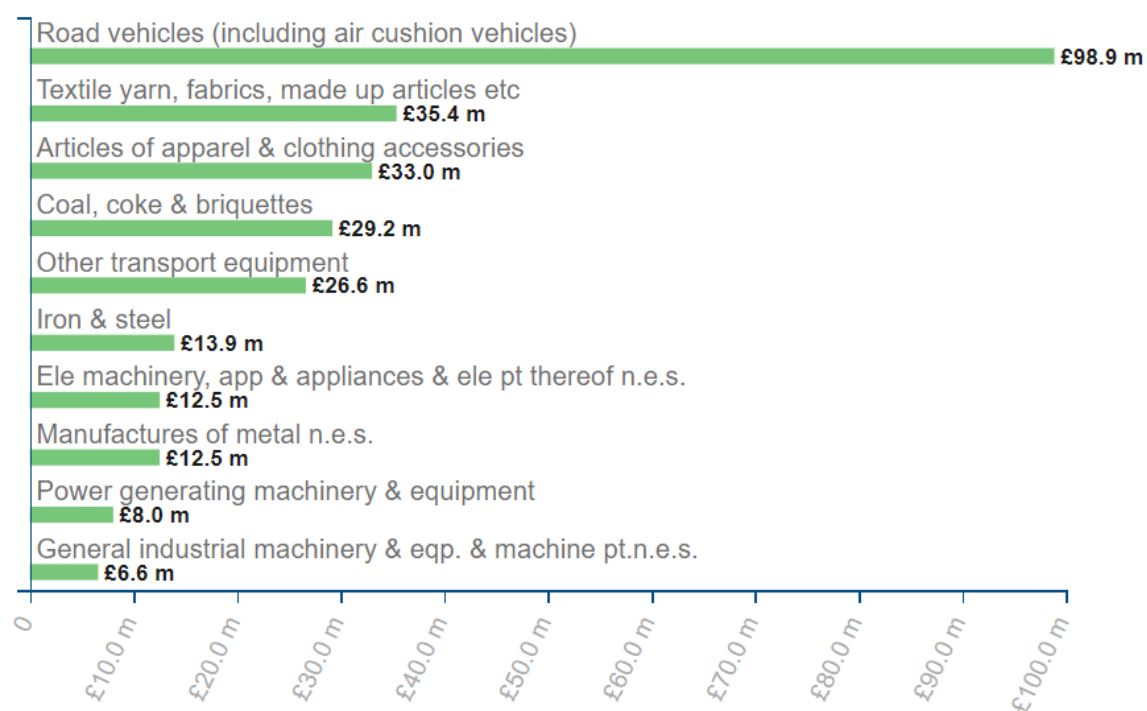 Road vehicles (including air cushion vehicles)
£98.9 m
Textile yarn, fabrics, made up articles etc
£35.4 m
Articles of apparel & clothing accessories
£33.0 m
Coal, coke & briquettes
£29.2 m
Other transport equipment
£26.6 m
Iron & steel
£13.9 m
Ele machinery, app & appliances & ele pt thereof n.e.s.
£12.5 m
Manufactures of metal n.e.s.
£12.5 m
Power generating machinery & equipment
£8.0 m
General industrial machinery & eqp. & machine pt.n.e.s.
£6.6 m
0
£10.0 m
£20.0 m
£30.0 m
£40.0 m
£50.0 m
£60.0 m
£70.0 m
£80.0 m
£90.0 m
£100.0 m